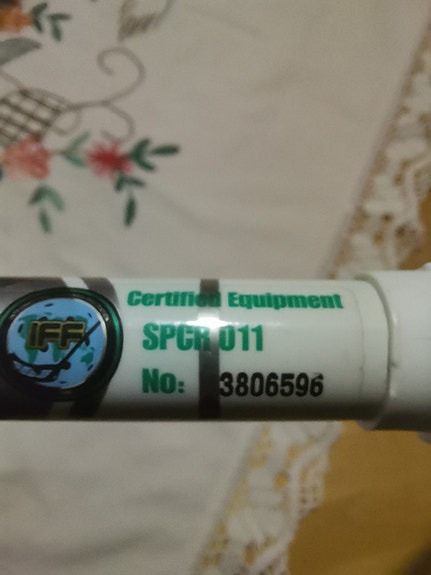 IFF
Certified Equipment
SPCR 011
No: 3806596